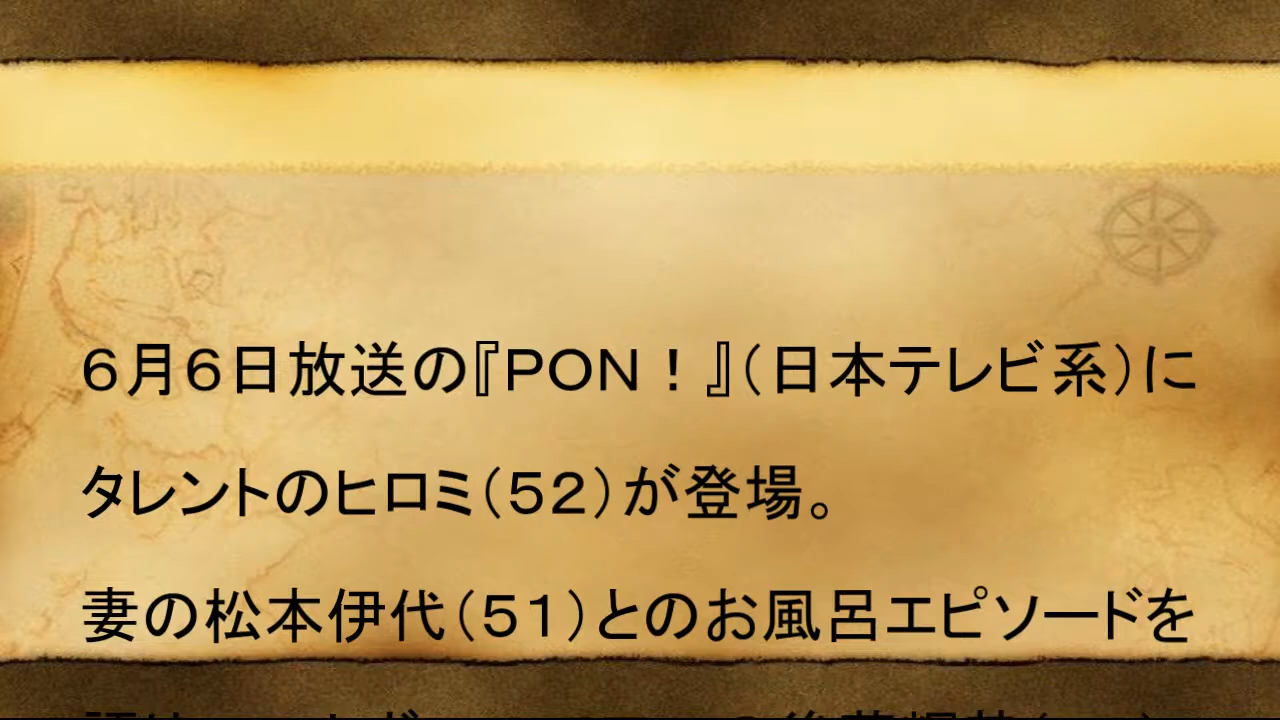 ６月６日放送の『ＰＯＮ！』（日本テレビ系）に
タレントのヒロミ（５２）が登場。
妻の松本伊代（５１）とのお風呂エピソードを